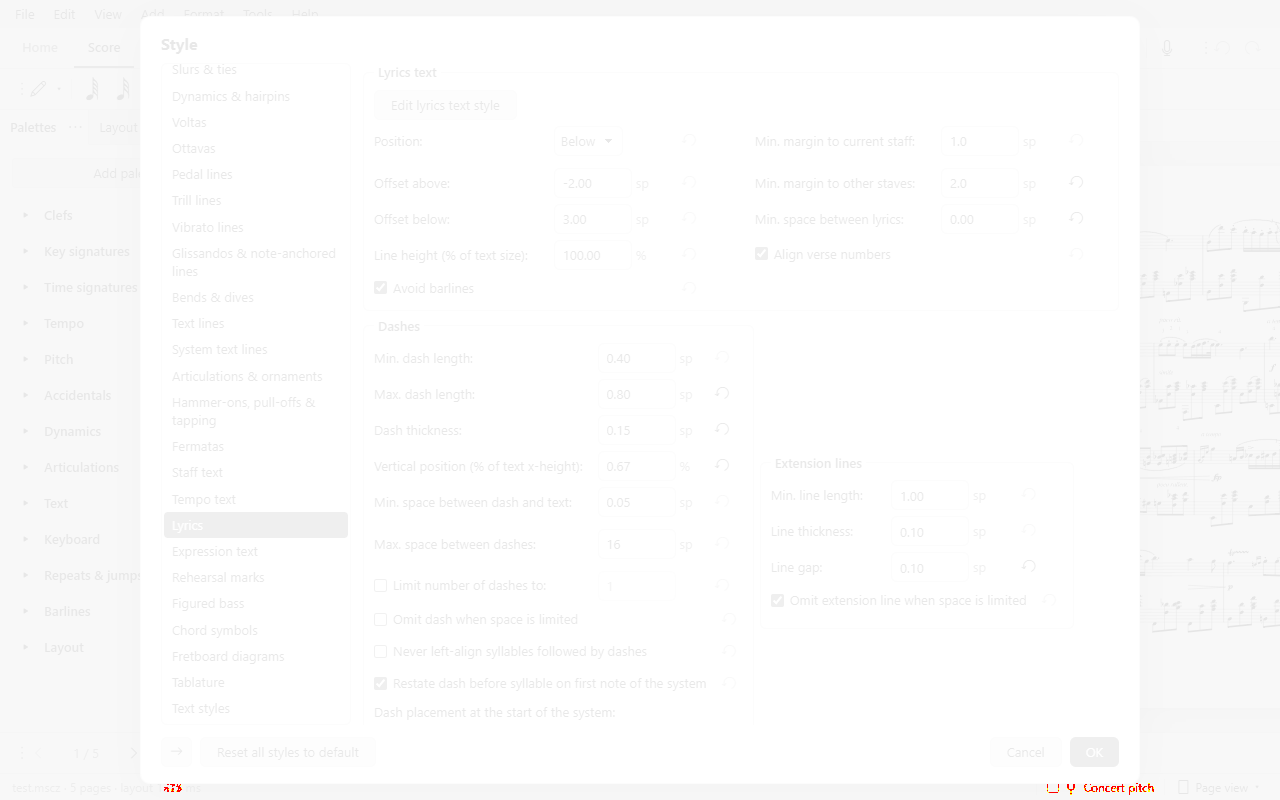 File Edit View Add Format Tools Help
Home Score
Style
Slurs & ties
Dynamics & hairpins
Voltas
Ottavas
Pedal lines
Trill lines
Vibrato lines
Glissandos & note-anchored
lines
Bends & dives
Text lines
System text lines
Articulations & ornaments
Hammer-ons, pull-offs &
tapping
Fermatas
Staff text
Tempo text
Lyrics
Expression text
Rehearsal marks
Figured bass
Chord symbols
Fretboard diagrams
Tablature
Text styles
Palettes Layout
Add
Clefs
Key signatures
Time signatures
Tempo
Pitch
Accidentals
Dynamics
Articulations
Text
Keyboard
Repeats & jumps
Barlines
Layout
Lyrics text
Edit lyrics text style
Position: Below
Offset above: -2.00 sp
Offset below: 3.00 sp
Line height (% of text size): 100.00 %
Avoid barlines
Min. margin to current staff: 1.0 sp
Min. margin to other staves: 2.0 sp
Min. space between lyrics: 0.00 sp
Align verse numbers
Dashes
Min. dash length: 0.40 sp
Max. dash length: 0.80 sp
Dash thickness: 0.15 sp
Vertical position (% of text x-height): 0.67 %
Min. space between dash and text: 0.05 sp
Max. space between dashes: 16 sp
Limit number of dashes to: 1
Omit dash when space is limited
Never left-align syllables followed by dashes
Restate dash before syllable on first note of the system
Dash placement at the start of the system:
Extension lines
Min. line length: 1.00 sp
Line thickness: 0.10 sp
Line gap: 0.10 sp
Omit extension line when space is limited
Reset all styles to default
Cancel OK
1 / 5
test.mscz - 5 pages - layout
Concert pitch Page view